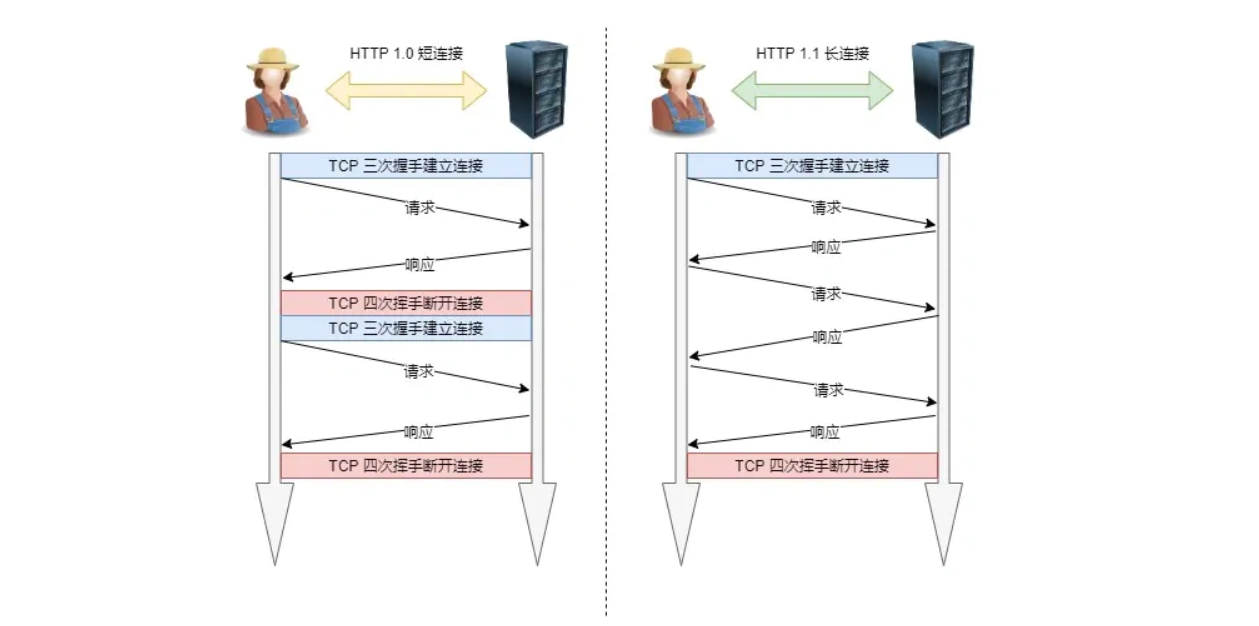 HTTP 1.0 短连接
TCP 三次握手建立连接
请求
响应
TCP 四次挥手断开连接
TCP 三次握手建立连接
请求
响应
TCP 四次挥手断开连接
HTTP 1.1 长连接
TCP 三次握手建立连接
请求
响应
请求
响应
请求
响应
TCP 四次挥手断开连接